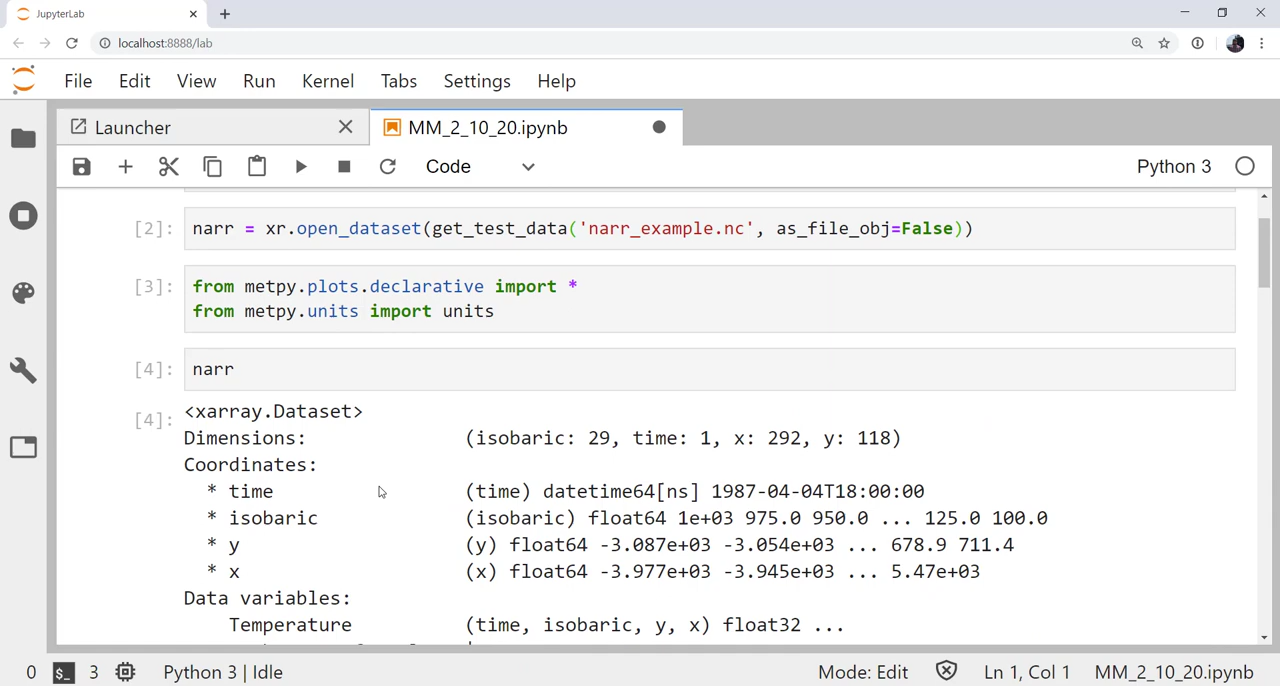 JupyterLab
localhost:8888/lab
File Edit View Run Kernel Tabs Settings Help
Launcher MM_2_10_20.ipynb
Code Python 3
[2]: narr = xr.open_dataset(get_test_data('narr_example.nc', as_file_obj=False))
[3]: from metpy.plots.declarative import *
from metpy.units import units
[4]: narr
[4]: <xarray.Dataset>
Dimensions: (isobaric: 29, time: 1, x: 292, y: 118)
Coordinates:
* time (time) datetime64[ns] 1987-04-04T18:00:00
* isobaric (isobaric) float64 1e+03 975.0 950.0 ... 125.0 100.0
* y (y) float64 -3.087e+03 -3.054e+03 ... 678.9 711.4
* x (x) float64 -3.977e+03 -3.945e+03 ... 5.47e+03
Data variables:
Temperature (time, isobaric, y, x) float32 ...
0 $_ 3 Python 3 | Idle Mode: Edit Ln 1, Col 1 MM_2_10_20.ipynb